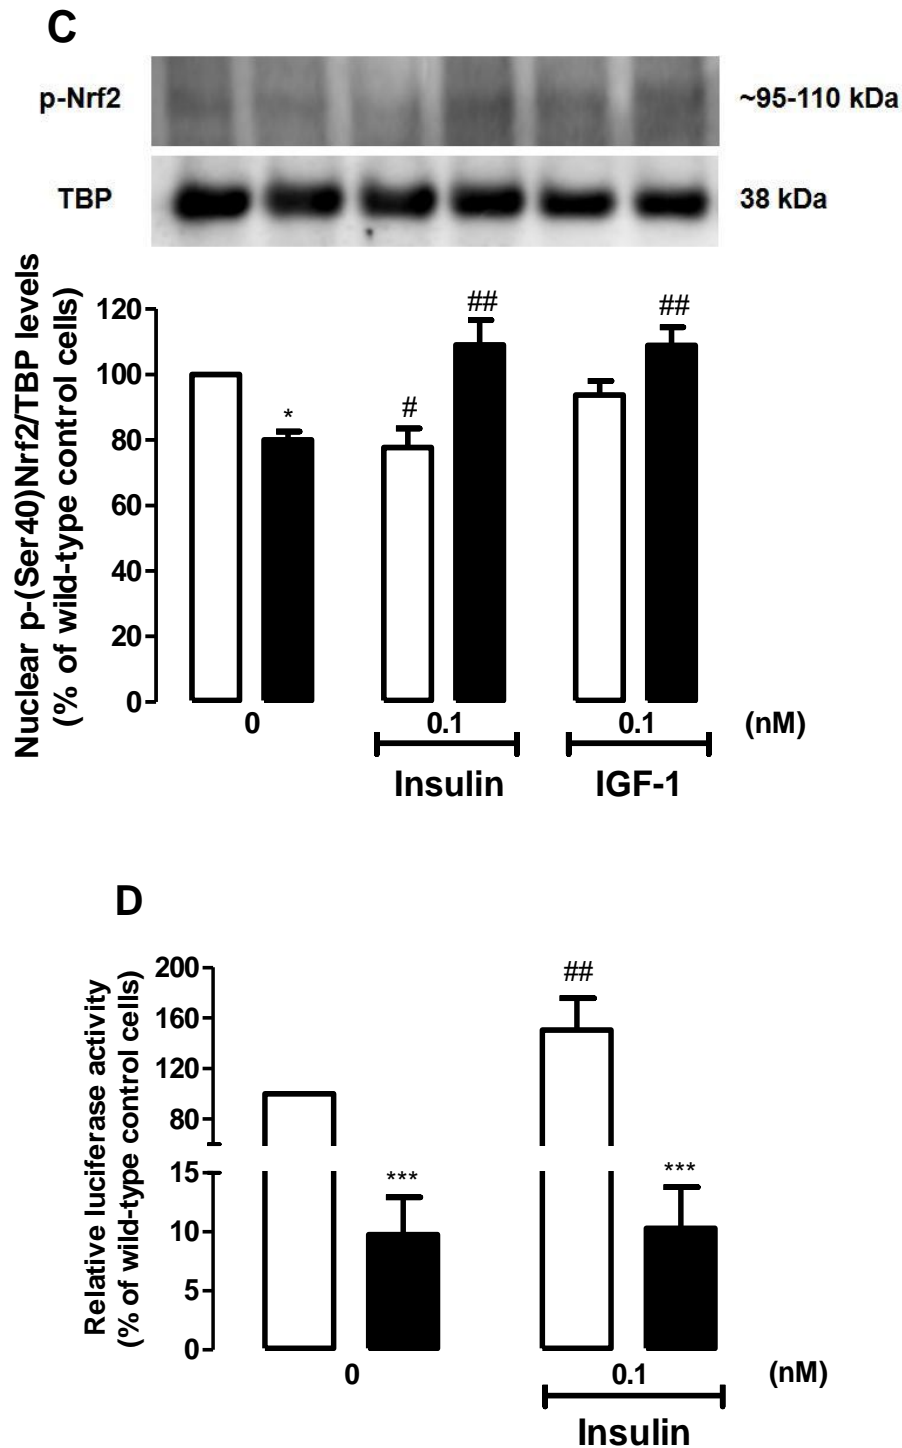 C
p-Nrf2
~95-110 kDa
TBP
38 kDa
Nuclear p-(Ser40)Nrf2/TBP levels
(% of wild-type control cells)
120
100
80
60
40
20
0
*
#
##
##
0
0.1
0.1
(nM)
Insulin
IGF-1
D
Relative luciferase activity
(% of wild-type control cells)
200
160
120
80
15
10
5
0
***
##
***
0
0.1
(nM)
Insulin